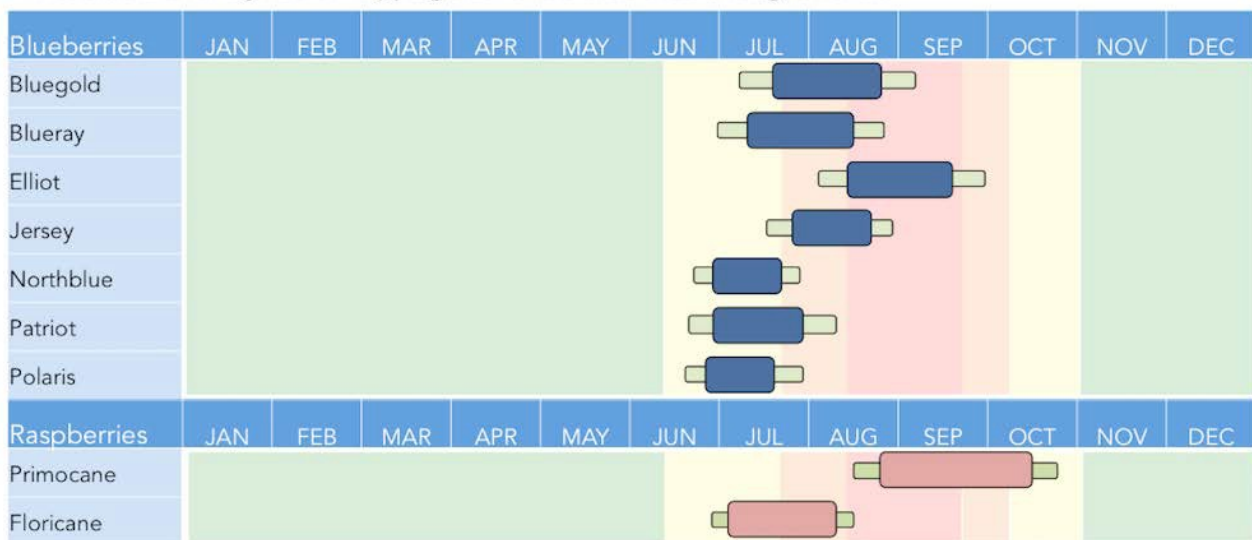 Blueberries JAN FEB MAR APR MAY JUN JUL AUG SEP OCT NOV DEC
Bluegold
Blueray
Elliot
Jersey
Northblue
Patriot
Polaris
Raspberries JAN FEB MAR APR MAY JUN JUL AUG SEP OCT NOV DEC
Primocane
Floricane